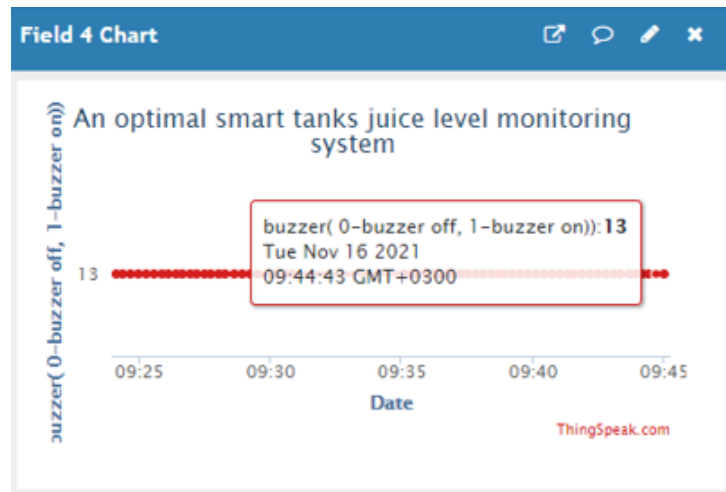 Field 4 Chart
An optimal smart tanks juice level monitoring
system
buzzer( 0-buzzer off, 1-buzzer on))
buzzer( 0-buzzer off, 1-buzzer on)):13
Tue Nov 16 2021
09:44:43 GMT+0300
13
09:25 09:30 09:35 09:40 09:45
Date
ThingSpeak.com